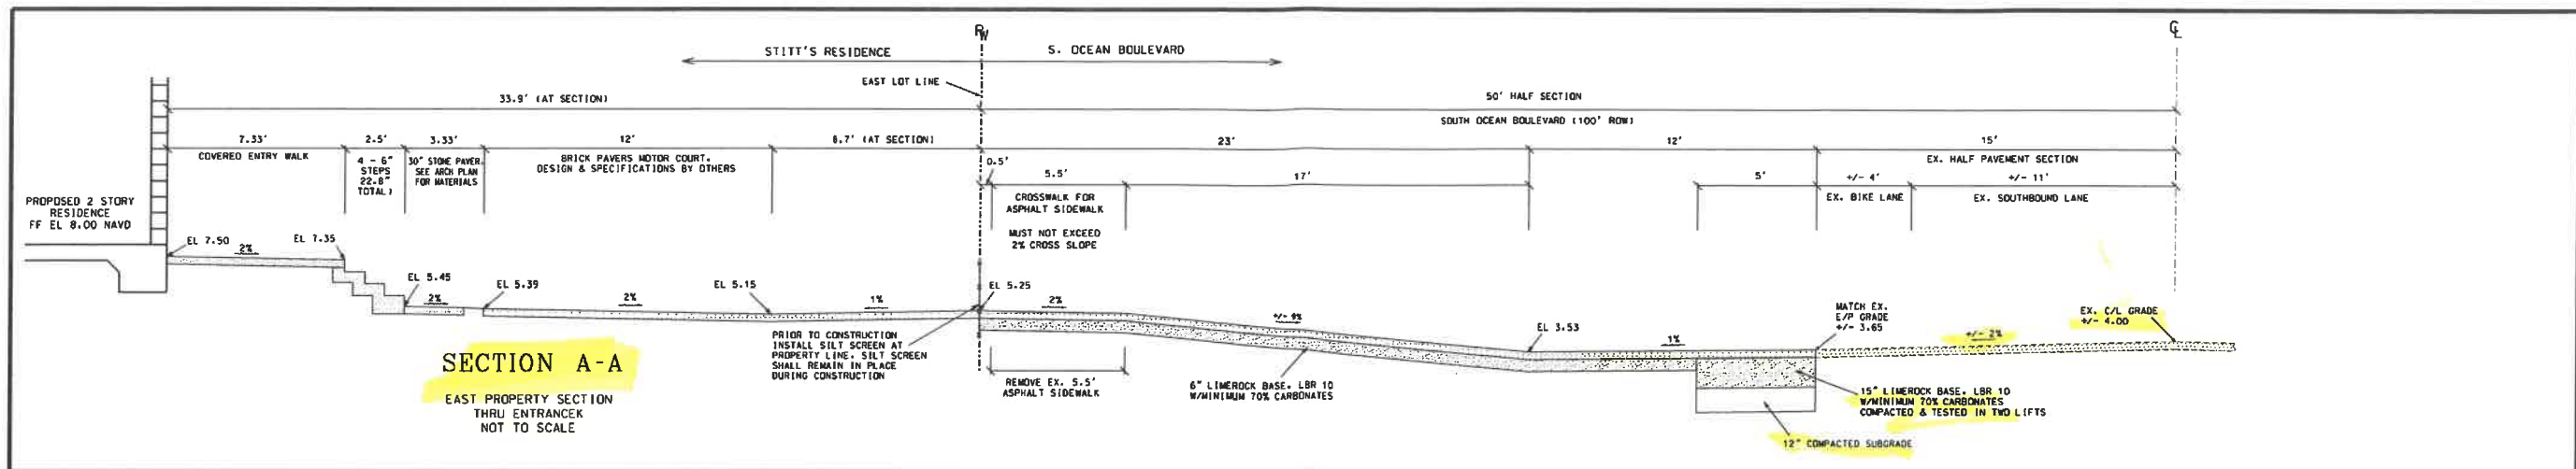 R/W
C/L
STITT'S RESIDENCE
S. OCEAN BOULEVARD
EAST LOT LINE
33.9' (AT SECTION)
50' HALF SECTION
SOUTH OCEAN BOULEVARD (100' ROW)
7.33'
COVERED ENTRY WALK
2.5'
4 - 6"
STEPS
22.8"
TOTAL)
3.33'
30" STONE PAVER.
SEE ARCH PLAN
FOR MATERIALS
12'
BRICK PAVERS MOTOR COURT.
DESIGN & SPECIFICATIONS BY OTHERS
8.7' (AT SECTION)
23'
12'
15'
EX. HALF PAVEMENT SECTION
0.5'
5.5'
CROSSWALK FOR
ASPHALT SIDEWALK
MUST NOT EXCEED
2% CROSS SLOPE
17'
5'
+/- 4'
EX. BIKE LANE
+/- 11'
EX. SOUTHBOUND LANE
PROPOSED 2 STORY
RESIDENCE
FF EL 8.00 NAVD
EL 7.50
2%
EL 7.35
EL 5.45
2%
EL 5.39
2%
EL 5.15
1%
EL 5.25
2%
+/- 9%
EL 3.53
1%
MATCH EX.
E/P GRADE
+/- 3.65
+/- 2%
EX. C/L GRADE
+/- 4.00
PRIOR TO CONSTRUCTION
INSTALL SILT SCREEN AT
PROPERTY LINE. SILT SCREEN
SHALL REMAIN IN PLACE
DURING CONSTRUCTION
REMOVE EX. 5.5'
ASPHALT SIDEWALK
6" LIMEROCK BASE. LBR 10
W/MINIMUM 70% CARBONATES
15" LIMEROCK BASE. LBR 10
W/MINIMUM 70% CARBONATES
COMPACTED & TESTED IN TWO LIFTS
12" COMPACTED SUBGRADE
SECTION A-A
EAST PROPERTY SECTION
THRU ENTRANCEK
NOT TO SCALE